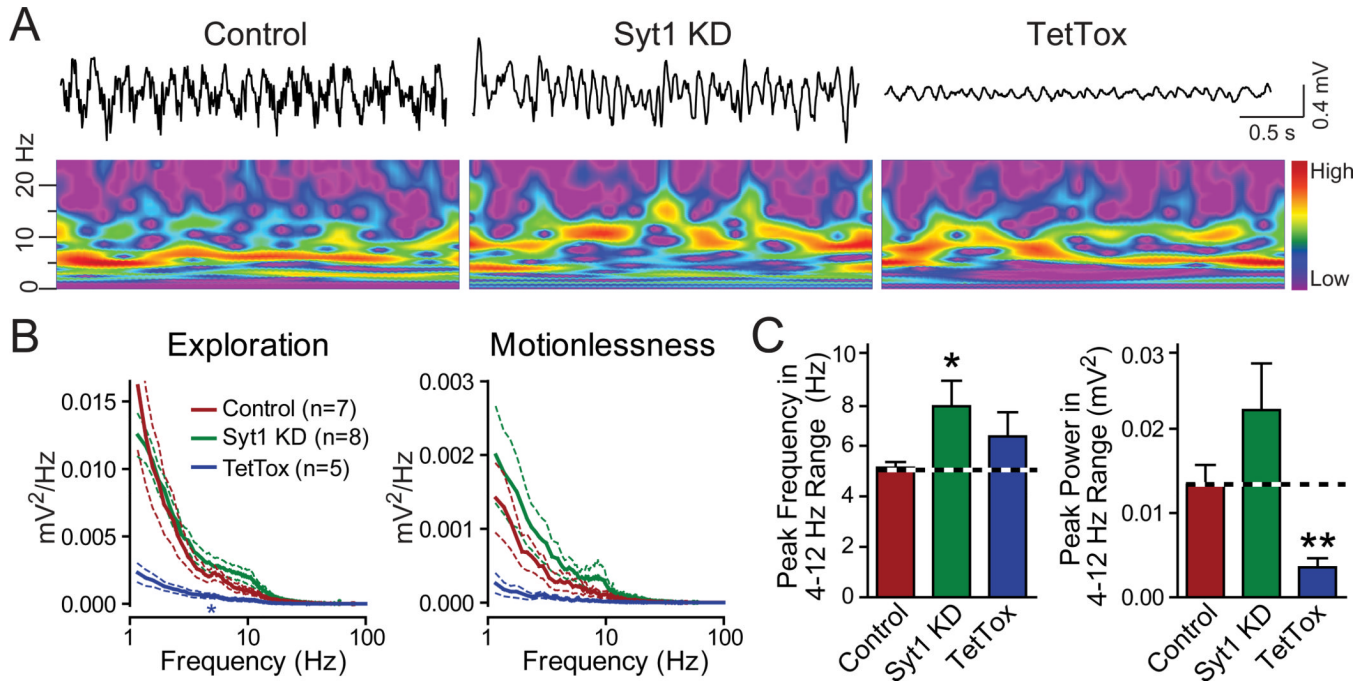 A
Control
Syt1 KD
TetTox
0.4 mV
0.5 s
20 Hz
10
0
High
Low
B
Exploration
Motionlessness
mV²/Hz
0.015
0.010
0.005
0.000
Control (n=7)
Syt1 KD (n=8)
TetTox (n=5)
*
1
10
100
Frequency (Hz)
mV²/Hz
0.003
0.002
0.001
0.000
1
10
100
Frequency (Hz)
C
Peak Frequency in
4-12 Hz Range (Hz)
10
8
6
4
2
0
*
Control
Syt1 KD
TetTox
Peak Power in
4-12 Hz Range (mV²)
0.03
0.02
0.01
0.00
**
Control
Syt1 KD
TetTox